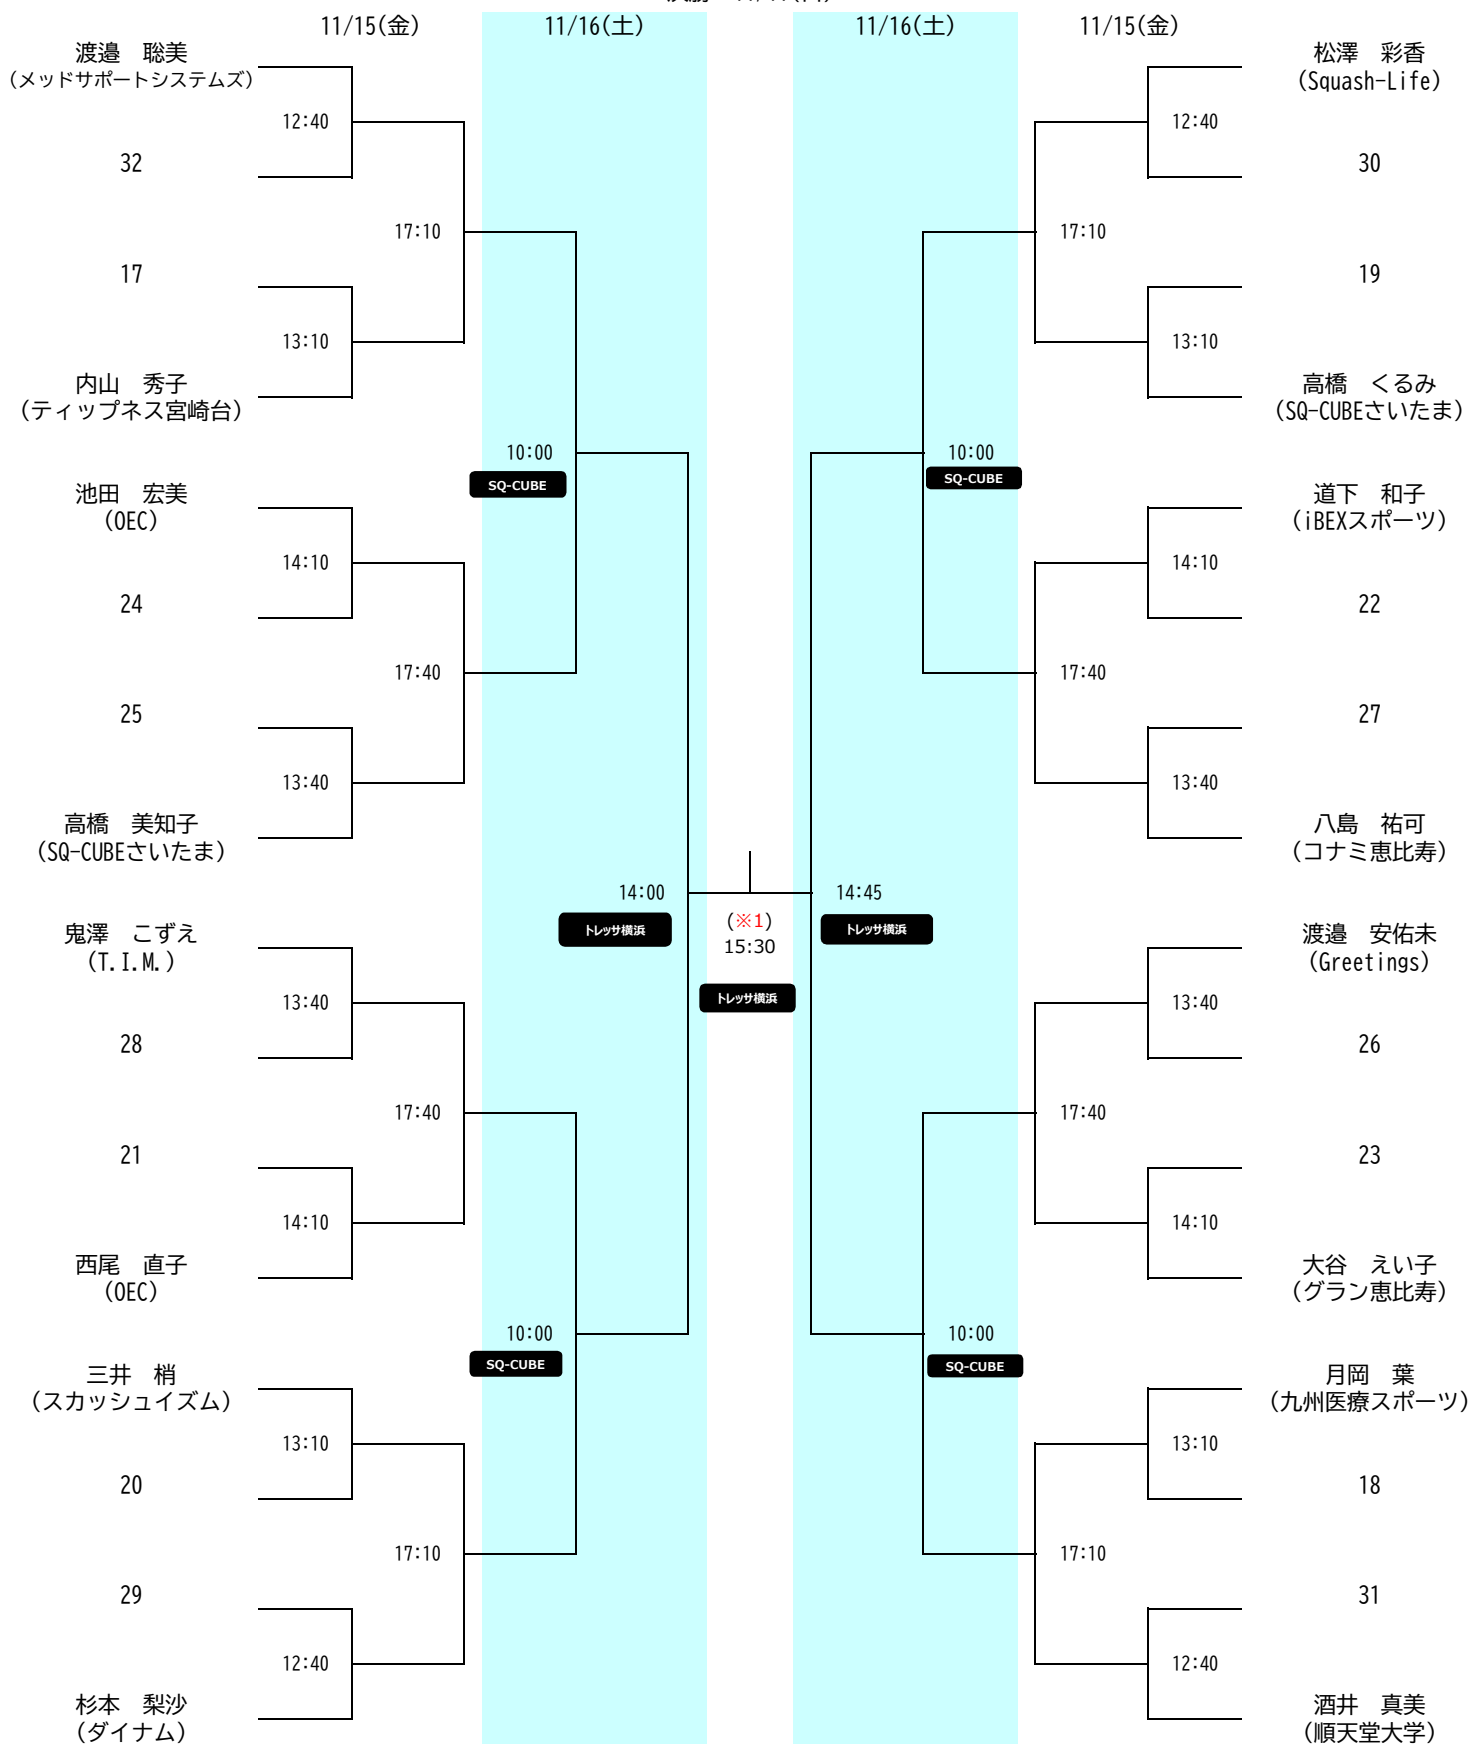 11/15(金)
11/16(土)
11/16(土)
11/15(金)
渡邉　聡美
(メッドサポートシステムズ)
12:40
32
17:10
17
13:10
内山　秀子
(ティップネス宮崎台)
10:00
SQ-CUBE
池田　宏美
(OEC)
14:10
24
17:40
25
13:40
高橋　美知子
(SQ-CUBEさいたま)
14:00
トレッサ横浜
鬼澤　こずえ
(T.I.M.)
13:40
28
17:40
21
14:10
西尾　直子
(OEC)
10:00
SQ-CUBE
三井　梢
(スカッシュイズム)
13:10
20
17:10
29
12:40
杉本　梨沙
(ダイナム)
(※1)
15:30
トレッサ横浜
松澤　彩香
(Squash-Life)
12:40
30
17:10
19
13:10
高橋　くるみ
(SQ-CUBEさいたま)
10:00
SQ-CUBE
道下　和子
(iBEXスポーツ)
14:10
22
17:40
27
13:40
八島　祐可
(コナミ恵比寿)
14:45
トレッサ横浜
渡邉　安佑未
(Greetings)
13:40
26
17:40
23
14:10
大谷　えい子
(グラン恵比寿)
10:00
SQ-CUBE
月岡　葉
(九州医療スポーツ)
13:10
18
17:10
31
12:40
酒井　真美
(順天堂大学)